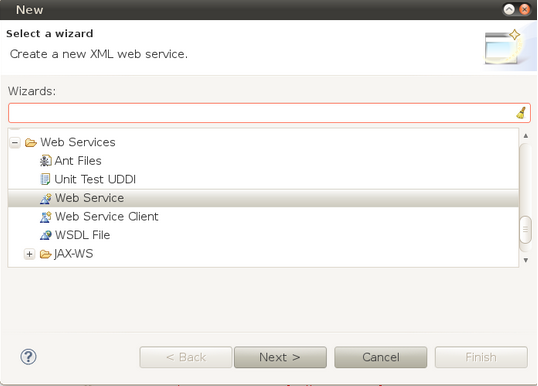 New
Select a wizard
Create a new XML web service.
Wizards:
Web Services
Ant Files
Unit Test UDDI
Web Service
Web Service Client
WSDL File
JAX-WS
< Back
Next >
Cancel
Finish